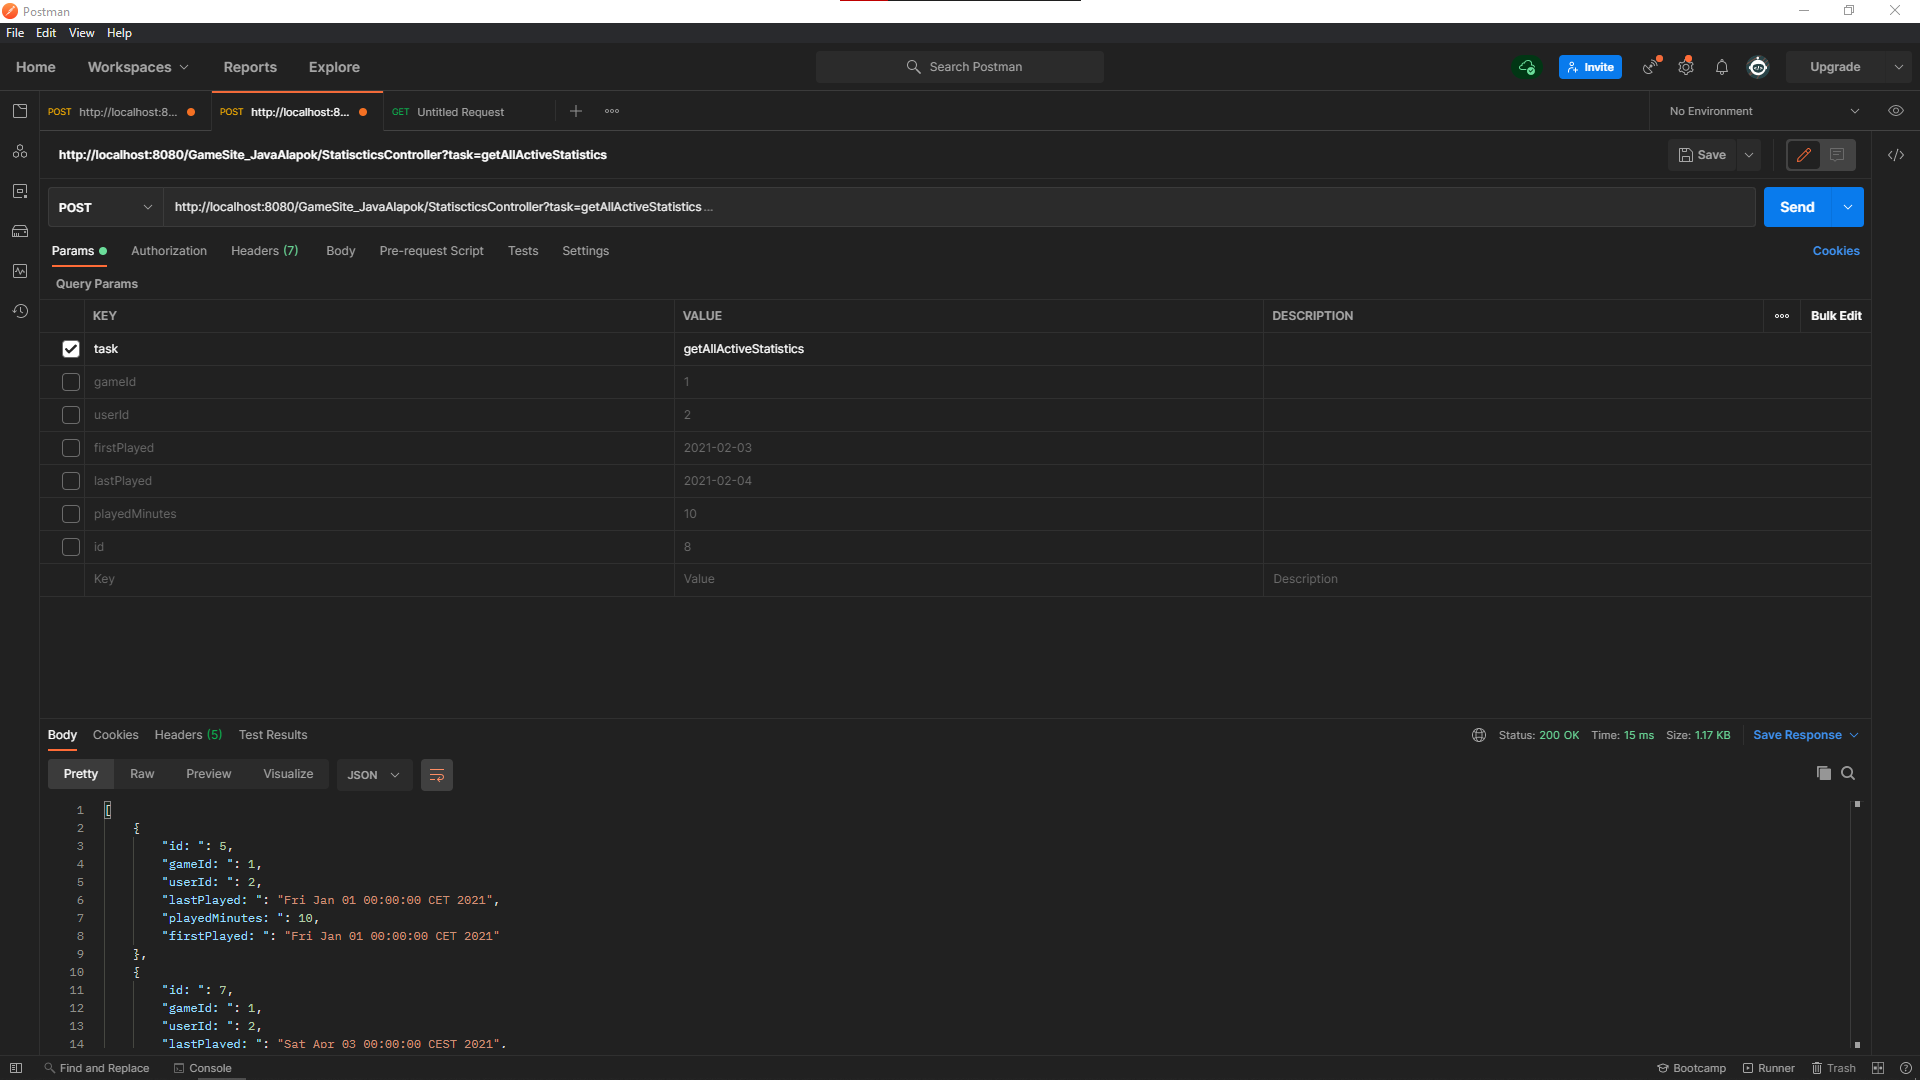 Postman
File Edit View Help
Home Workspaces Reports Explore Search Postman Invite Upgrade
POST http://localhost:8... POST http://localhost:8... GET Untitled Request No Environment
http://localhost:8080/GameSite_JavaAlapok/StatiscticsController?task=getAllActiveStatistics Save
POST http://localhost:8080/GameSite_JavaAlapok/StatiscticsController?task=getAllActiveStatistics ... Send
Params Authorization Headers (7) Body Pre-request Script Tests Settings Cookies
Query Params
KEY VALUE DESCRIPTION Bulk Edit
task getAllActiveStatistics
gameId 1
userId 2
firstPlayed 2021-02-03
lastPlayed 2021-02-04
playedMinutes 10
id 8
Key Value Description
Body Cookies Headers (5) Test Results Status: 200 OK Time: 15 ms Size: 1.17 KB Save Response
Pretty Raw Preview Visualize JSON
1 [
2 {
3 "id: ": 5,
4 "gameId: ": 1,
5 "userId: ": 2,
6 "lastPlayed: ": "Fri Jan 01 00:00:00 CET 2021",
7 "playedMinutes: ": 10,
8 "firstPlayed: ": "Fri Jan 01 00:00:00 CET 2021"
9 },
10 {
11 "id: ": 7,
12 "gameId: ": 1,
13 "userId: ": 2,
14 "lastPlayed: ": "Sat Apr 03 00:00:00 CEST 2021",
Find and Replace Console Bootcamp Runner Trash